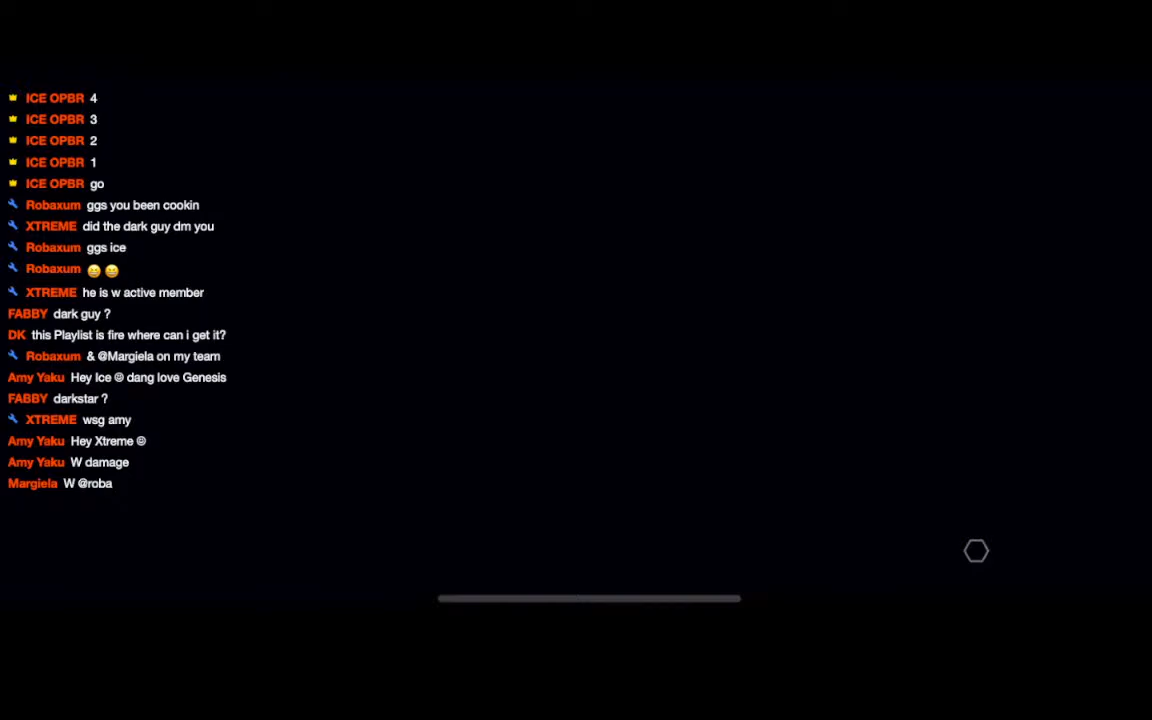 ICE OPBR 4
ICE OPBR 3
ICE OPBR 2
ICE OPBR 1
ICE OPBR go
Robaxum ggs you been cookin
XTREME did the dark guy dm you
Robaxum ggs ice
Robaxum 😆 😆
XTREME he is w active member
FABBY dark guy ?
DK this Playlist is fire where can i get it?
Robaxum & @Margiela on my team
Amy Yaku Hey Ice ☺ dang love Genesis
FABBY darkstar ?
XTREME wsg amy
Amy Yaku Hey Xtreme ☺
Amy Yaku W damage
Margiela W @roba